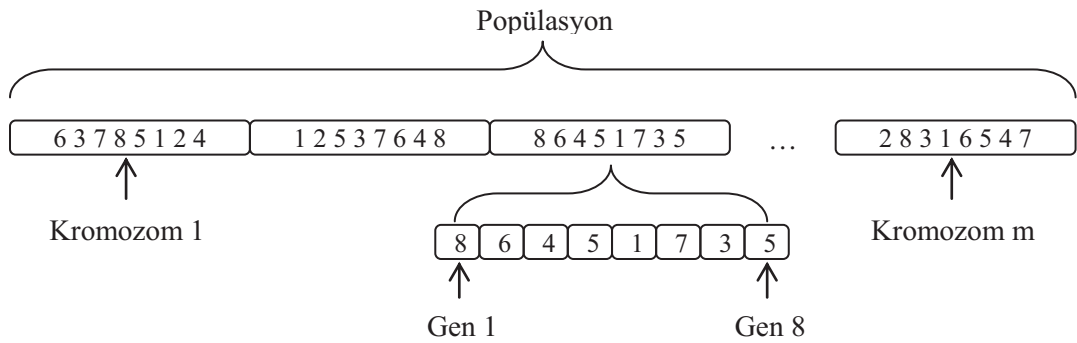 Popülasyon
6 3 7 8 5 1 2 4 1 2 5 3 7 6 4 8 8 6 4 5 1 7 3 5 … 2 8 3 1 6 5 4 7
Kromozom 1 Kromozom m
8 6 4 5 1 7 3 5
Gen 1 Gen 8